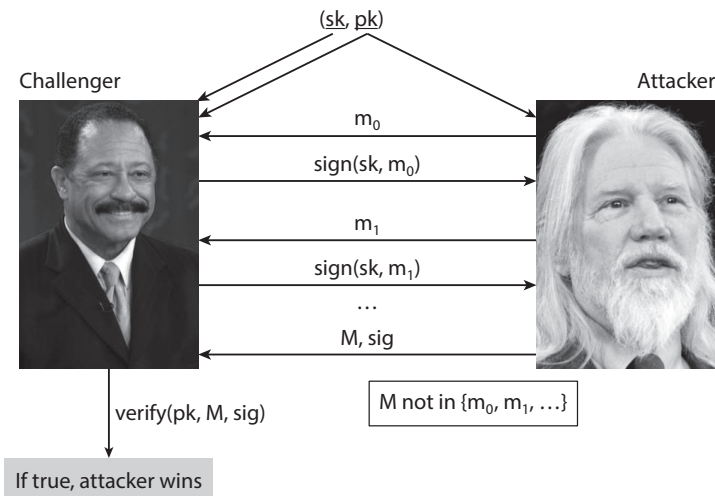 (sk, pk)
Challenger
Attacker
m₀
sign(sk, m₀)
m₁
sign(sk, m₁)
…
M, sig
M not in {m₀, m₁, …}
verify(pk, M, sig)
If true, attacker wins